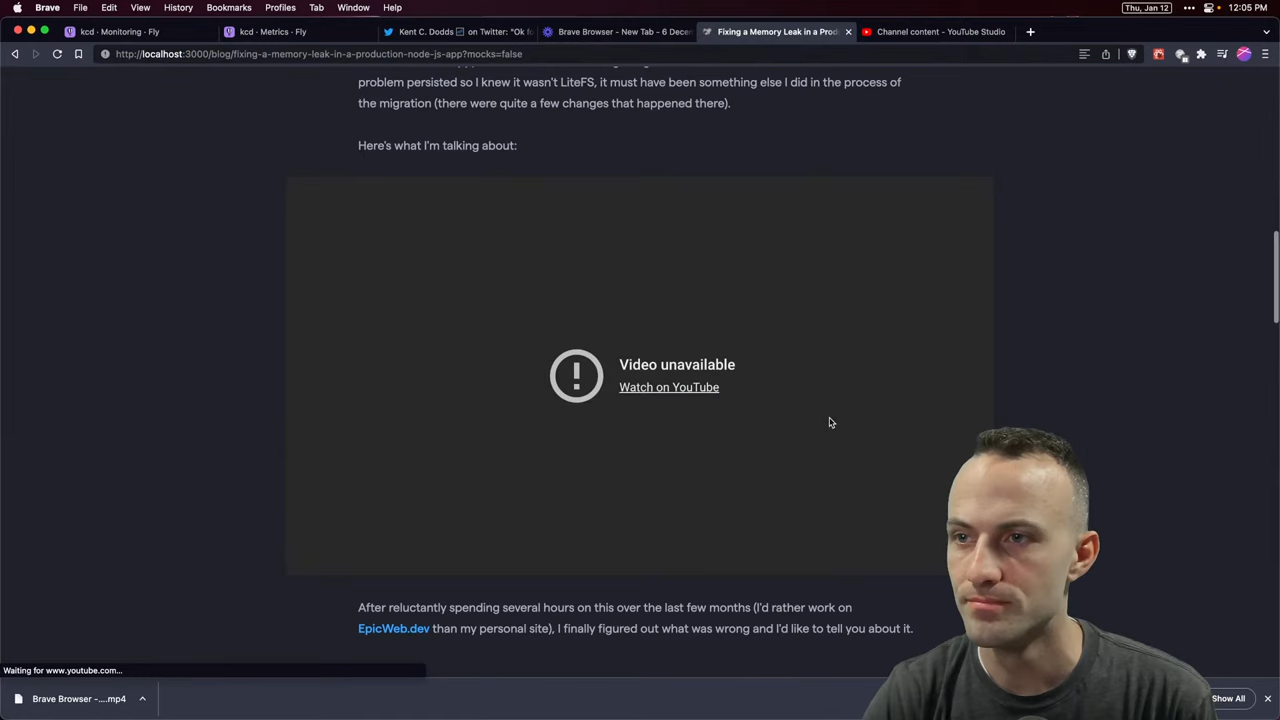 Brave File Edit View History Bookmarks Profiles Tab Window Help Thu, Jan 12 12:05 PM
kcd - Monitoring - Fly
kcd - Metrics - Fly
Kent C. Dodds on Twitter: "Ok f
Brave Browser - New Tab - 6 Dece
Fixing a Memory Leak in a Prod
Channel content - YouTube Studio
http://localhost:3000/blog/fixing-a-memory-leak-in-a-production-node-js-app?mocks=false
problem persisted so I knew it wasn't LiteFS, it must have been something else I did in the process of
the migration (there were quite a few changes that happened there).
Here's what I'm talking about:
Video unavailable
Watch on YouTube
After reluctantly spending several hours on this over the last few months (I'd rather work on
EpicWeb.dev than my personal site), I finally figured out what was wrong and I'd like to tell you about it.
Waiting for www.youtube.com...
Brave Browser -....mp4
Show All